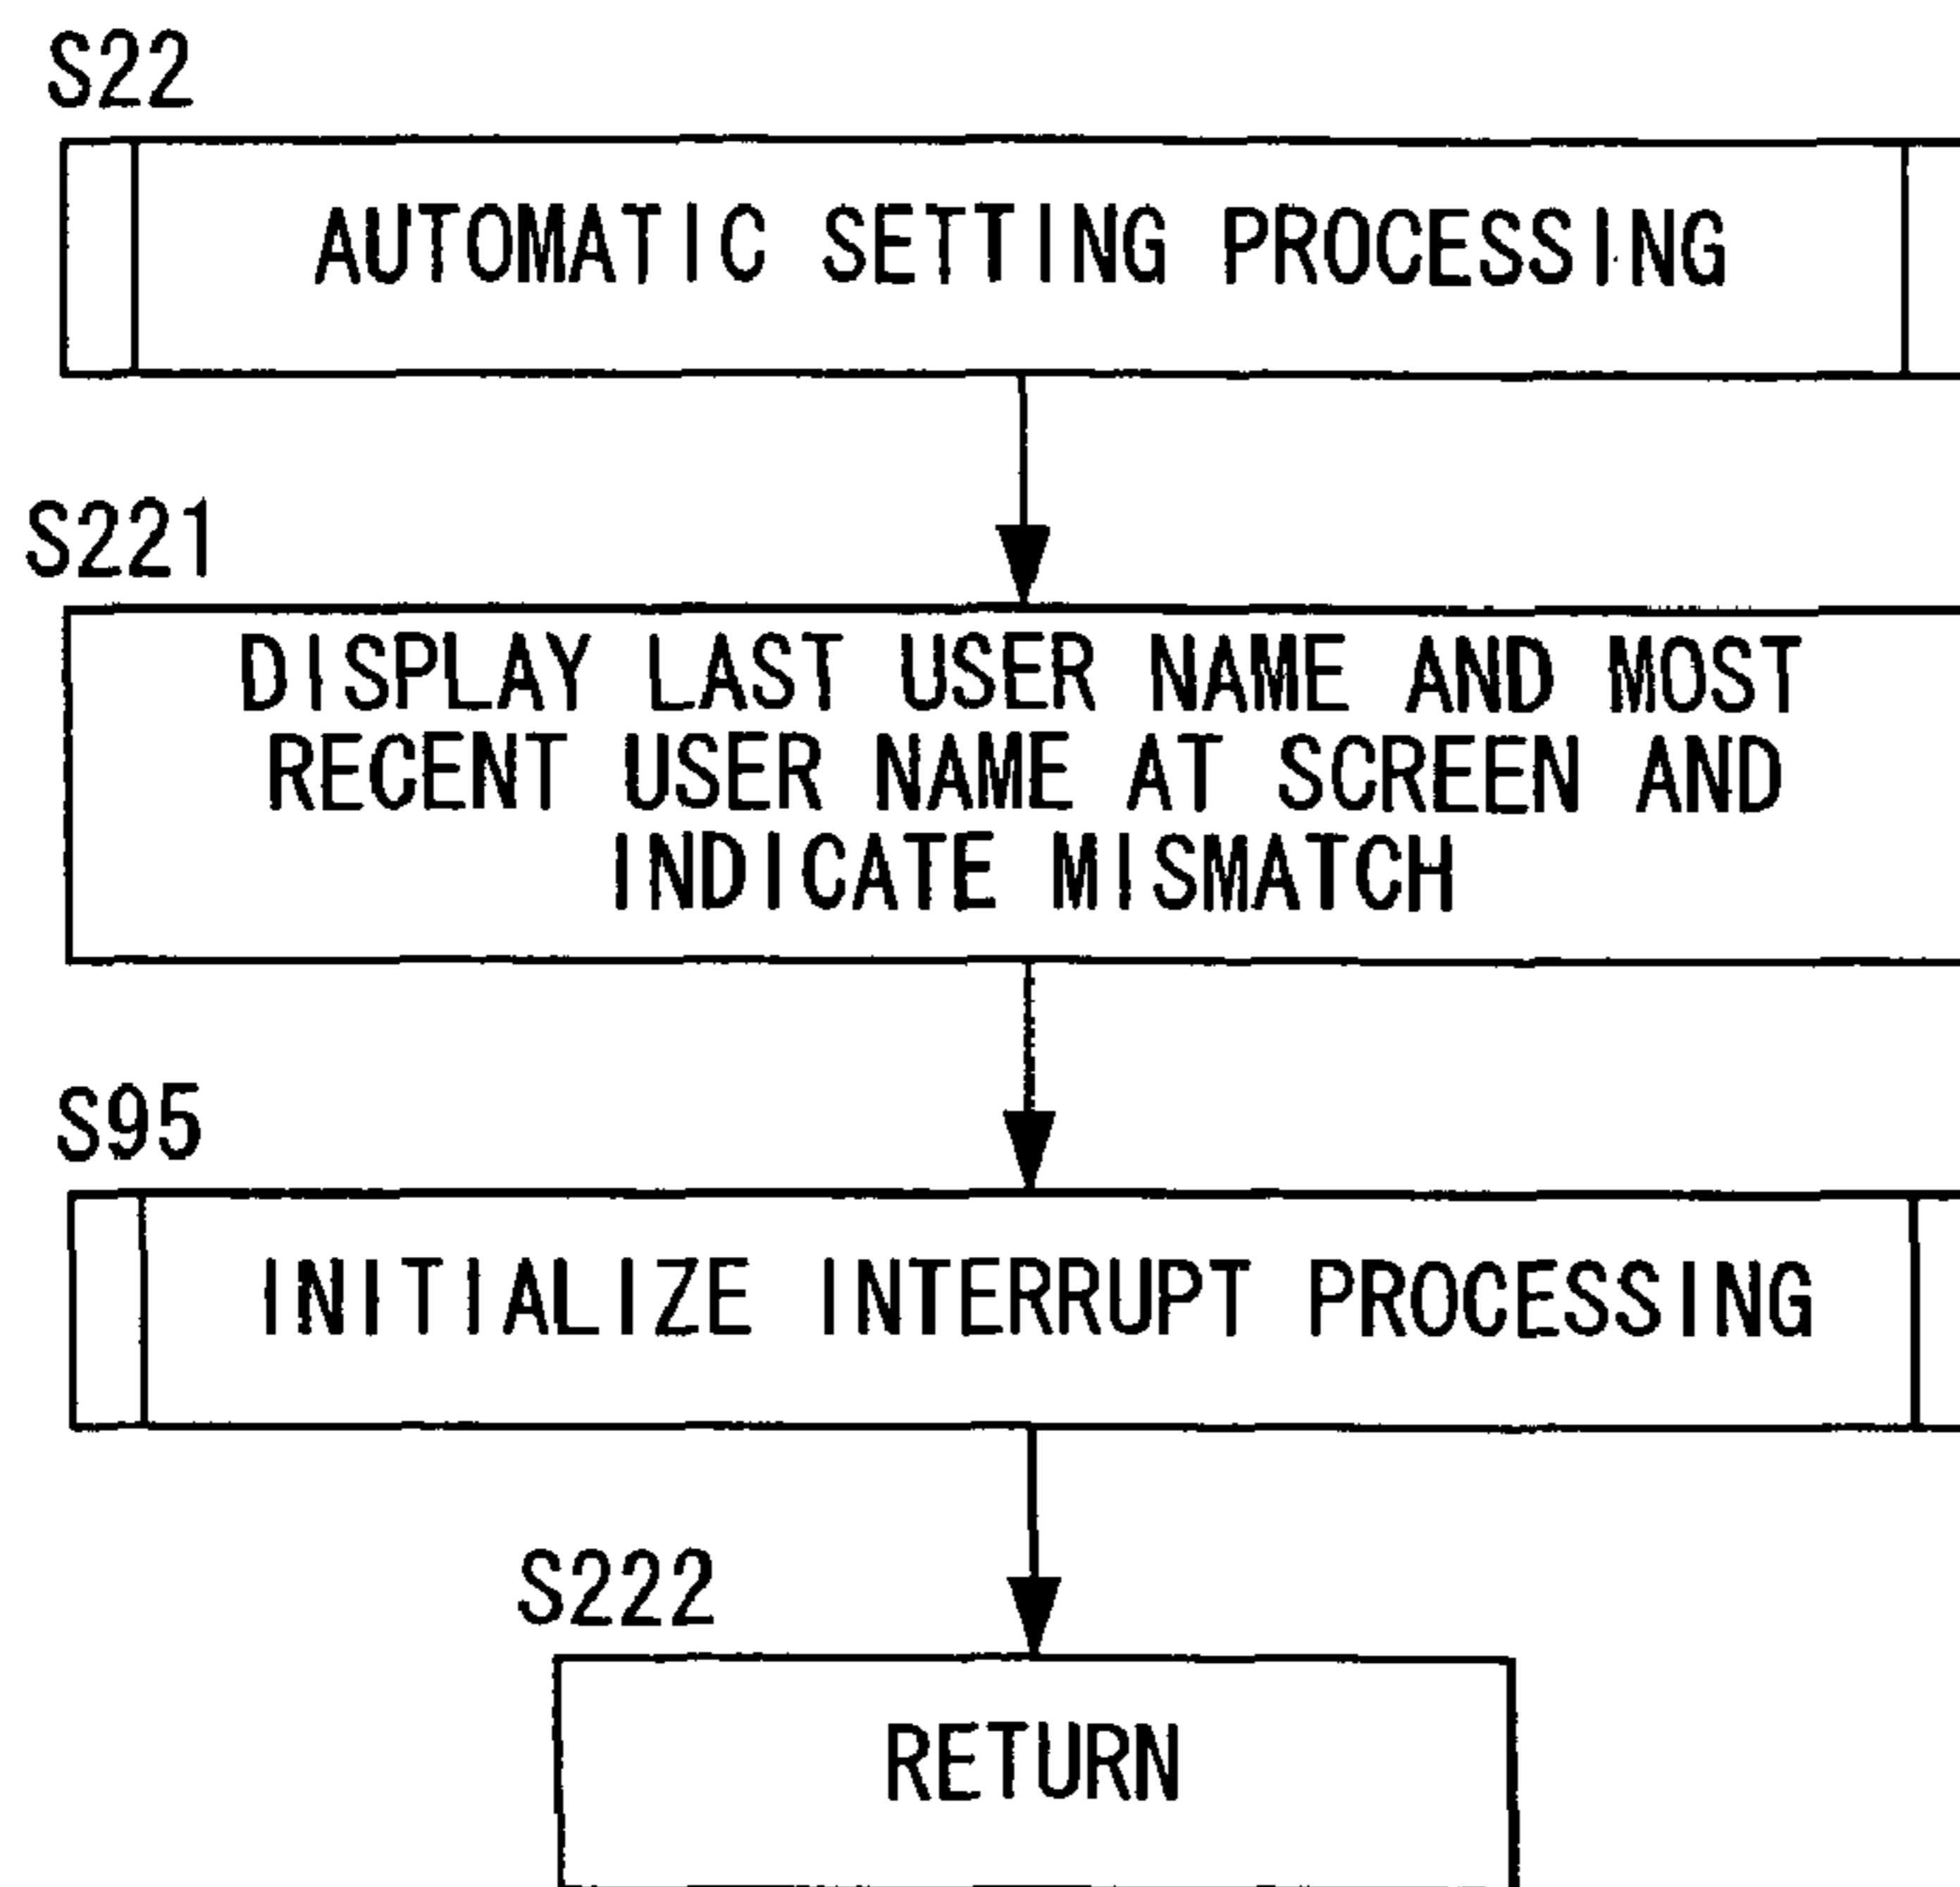 S22
AUTOMATIC SETTING PROCESSING
S221
DISPLAY LAST USER NAME AND MOST
RECENT USER NAME AT SCREEN AND
INDICATE MISMATCH
S95
INITIALIZE INTERRUPT PROCESSING
S222
RETURN